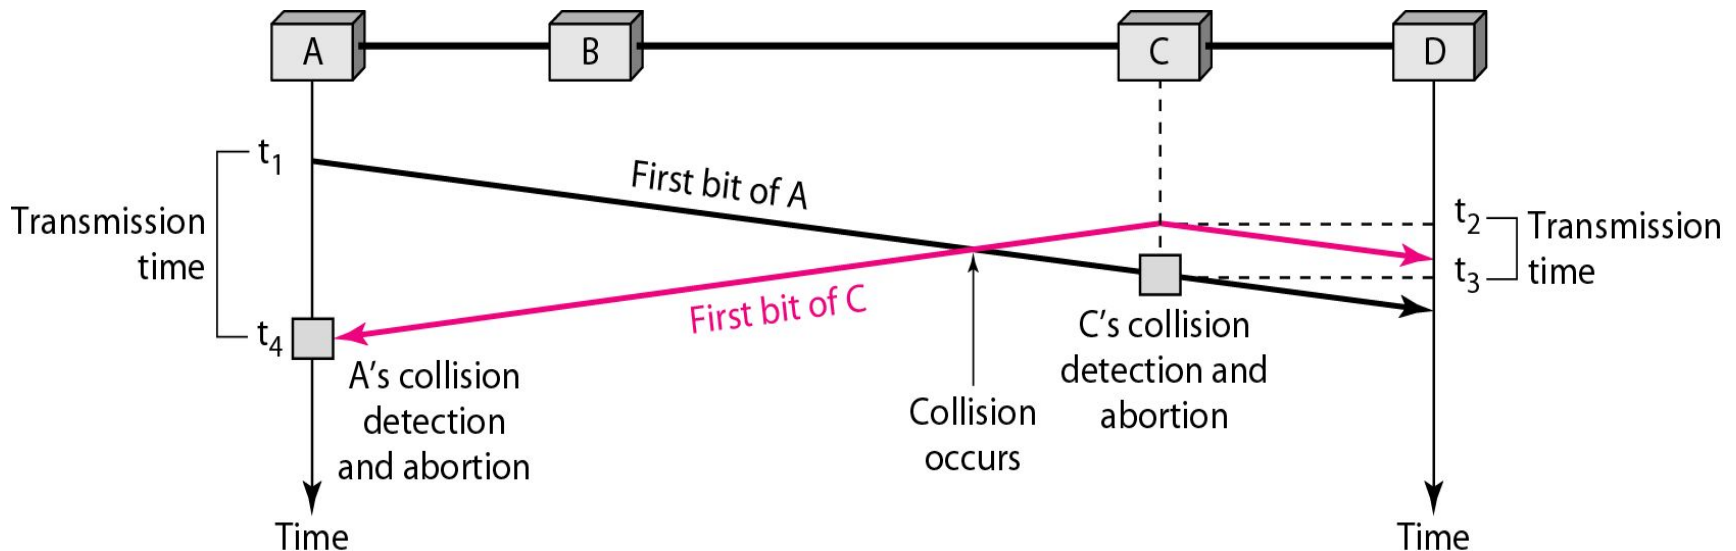 A
B
C
D
t1
First bit of A
Transmission
time
t2
Transmission
time
t3
First bit of C
t4
A's collision
detection
and abortion
Collision
occurs
C's collision
detection and
abortion
Time
Time